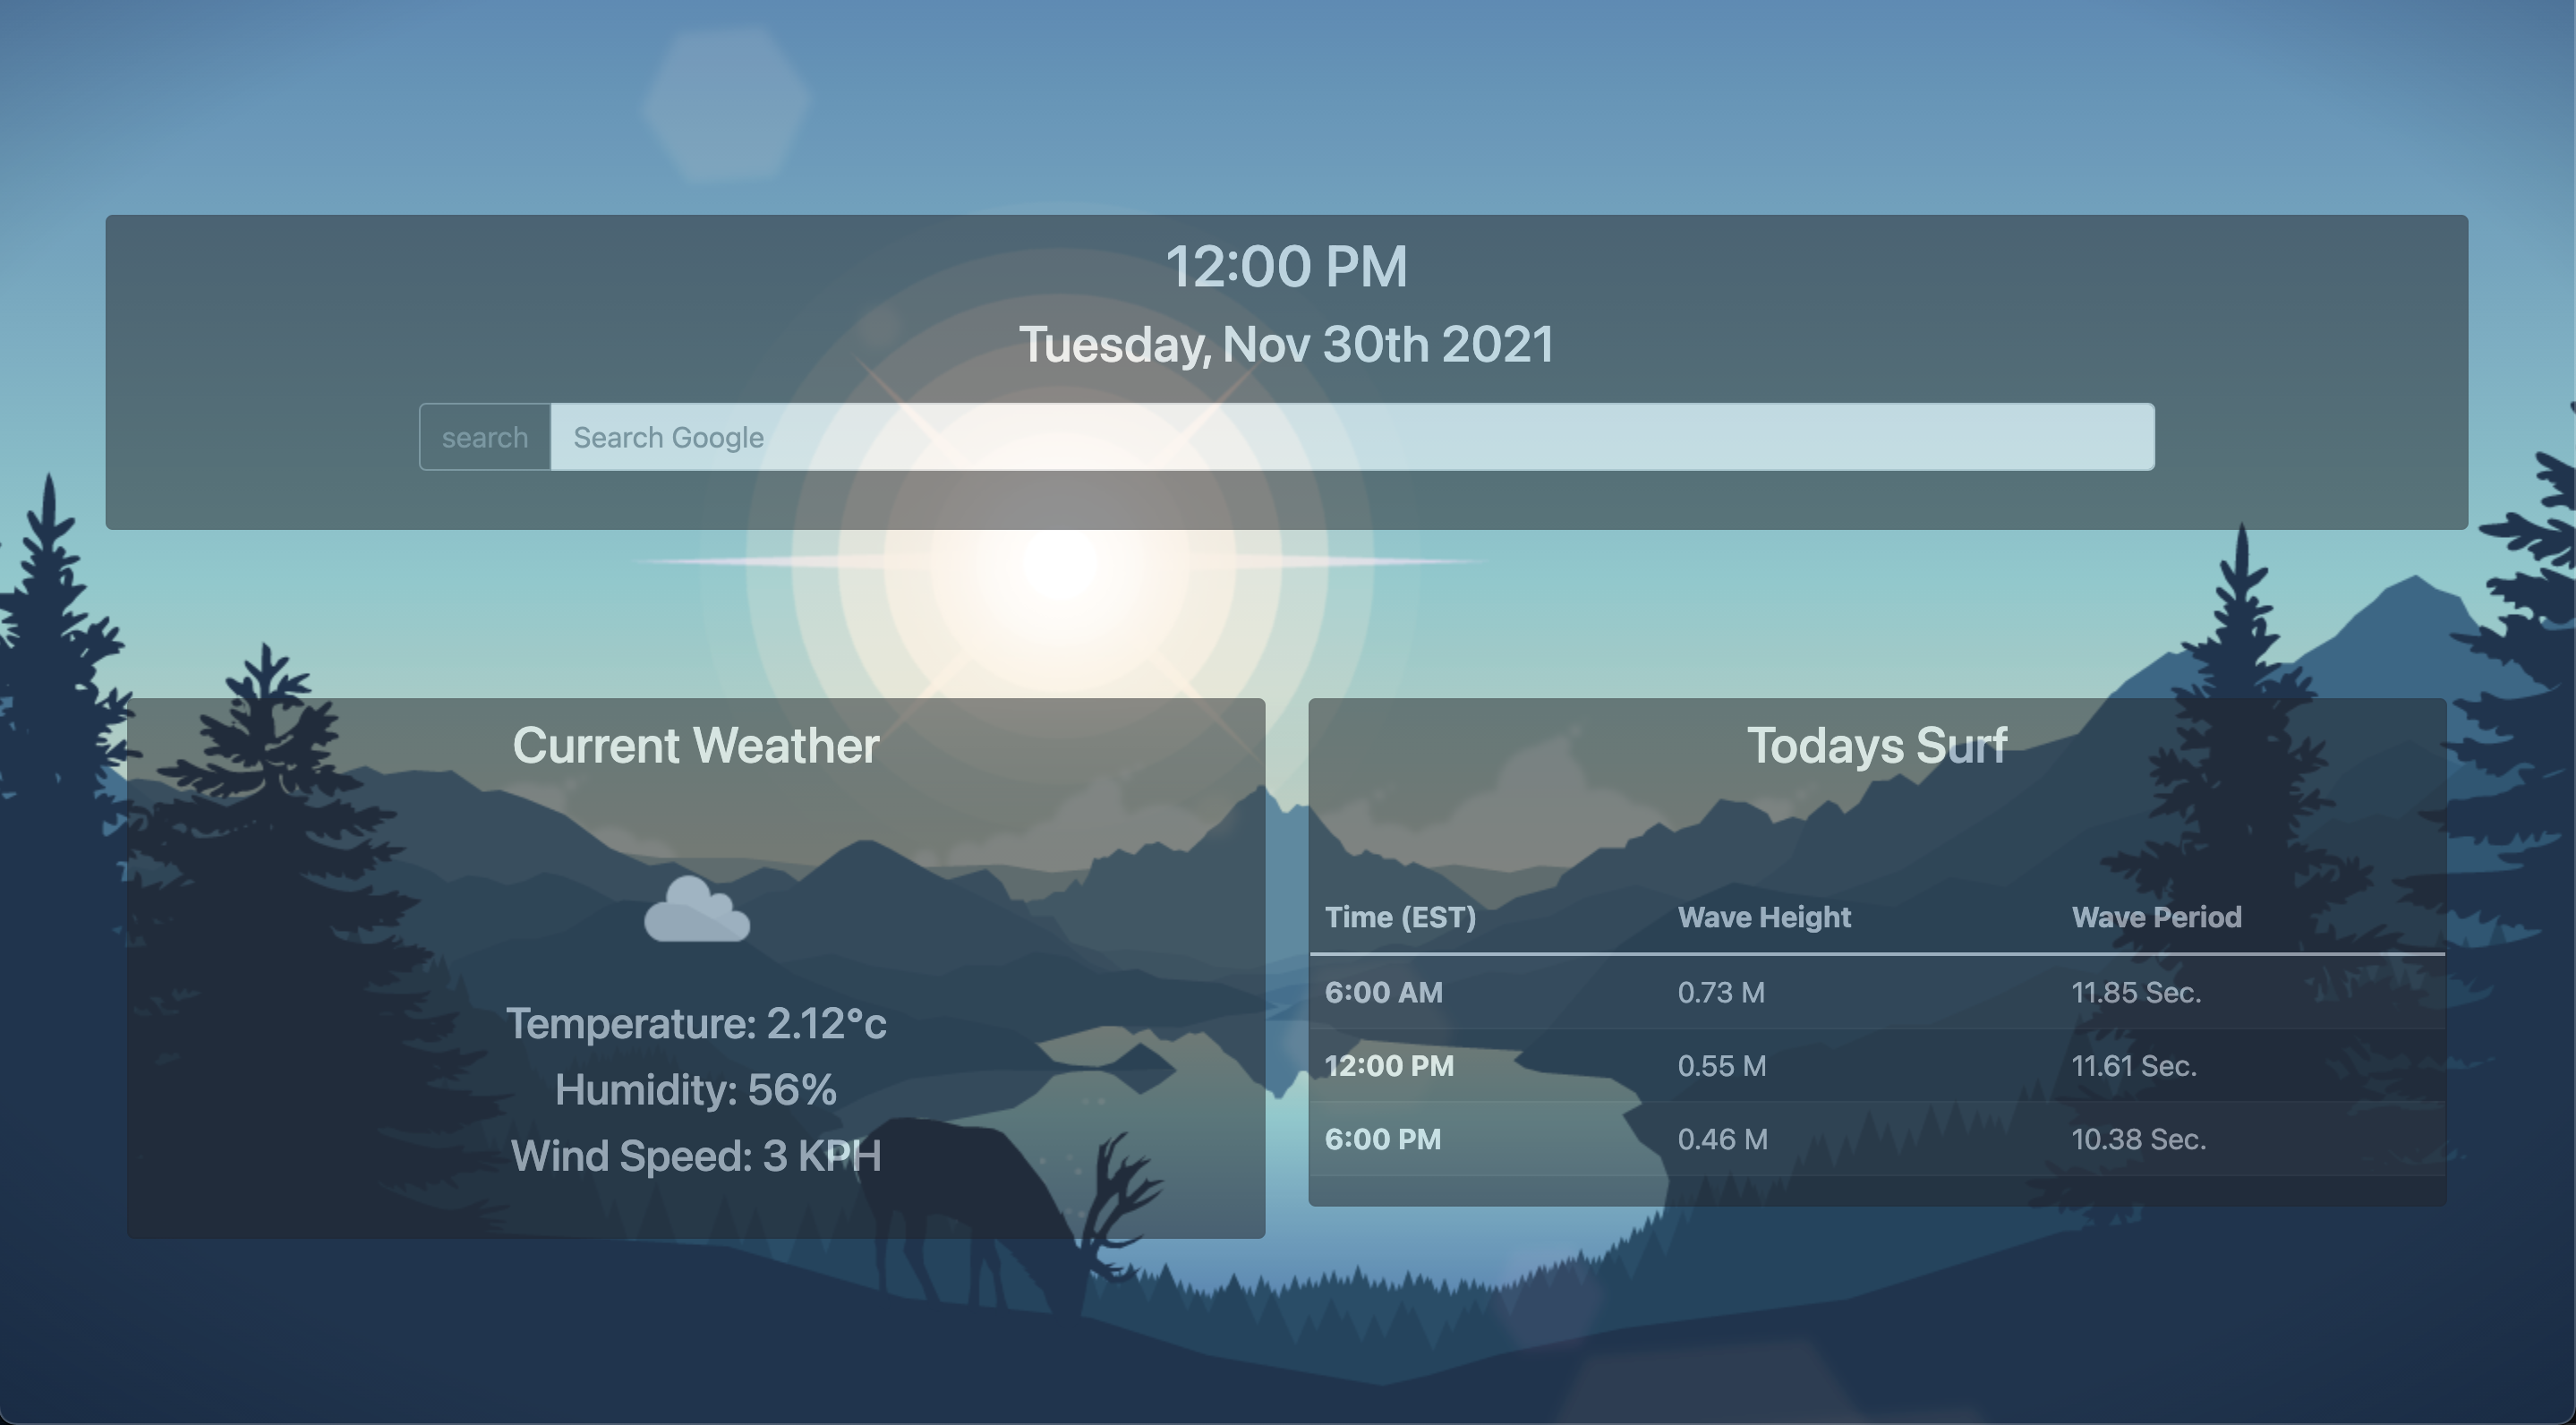 12:00 PM
Tuesday, Nov 30th 2021
search Search Google
Current Weather
Temperature: 2.12°c
Humidity: 56%
Wind Speed: 3 KPH
Todays Surf
Time (EST) Wave Height Wave Period
6:00 AM 0.73 M 11.85 Sec.
12:00 PM 0.55 M 11.61 Sec.
6:00 PM 0.46 M 10.38 Sec.